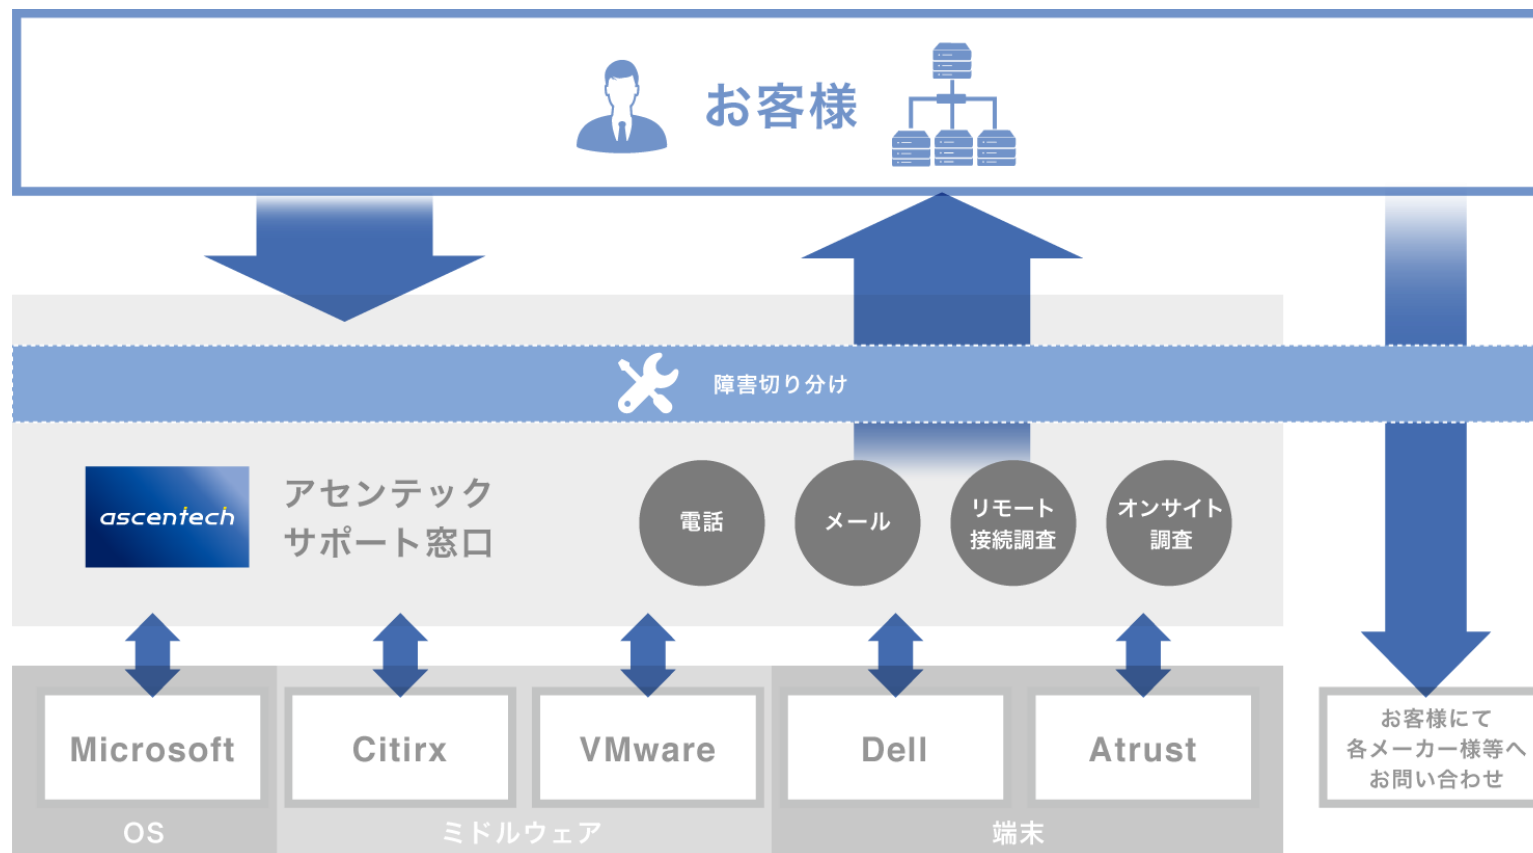 お客様
障害切り分け
ascentech
アセンテック
サポート窓口
電話
メール
リモート
接続調査
オンサイト
調査
Microsoft
Citirx
VMware
Dell
Atrust
お客様にて
各メーカー様等へ
お問い合わせ
OS
ミドルウェア
端末